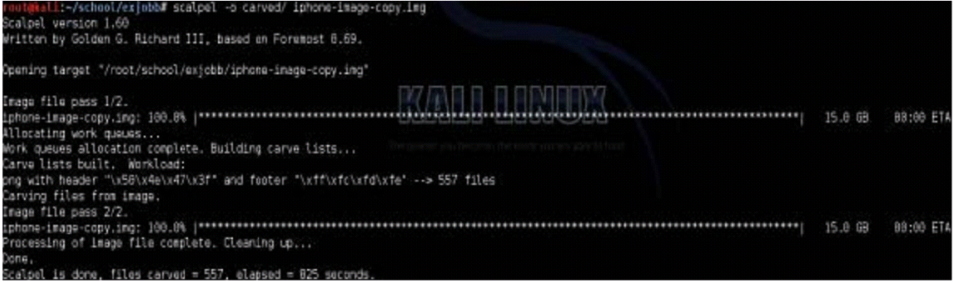 root@kali:~/school/exjobb# scalpel -o carved/ iphone-image-copy.img
Scalpel version 1.60
Written by Golden G. Richard III, based on Foremost 0.69.
Opening target "/root/school/exjobb/iphone-image-copy.img"
Image file pass 1/2.
iphone-image-copy.img: 100.0% |***********************************************************************************************| 15.0 GB 00:00 ETA
Allocating work queues...
Work queues allocation complete. Building carve lists...
Carve lists built. Workload:
png with header "\x50\x4e\x47\x3f" and footer "\xff\xfc\xfd\xfe" --> 557 files
Carving files from image.
Image file pass 2/2.
iphone-image-copy.img: 100.0% |***********************************************************************************************| 15.0 GB 00:00 ETA
Processing of image file complete. Cleaning up...
Done.
Scalpel is done, files carved = 557, elapsed = 825 seconds.
KALI LINUX